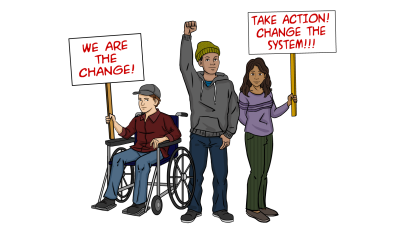 WE ARE
THE
CHANGE!
TAKE ACTION!
CHANGE THE
SYSTEM!!!